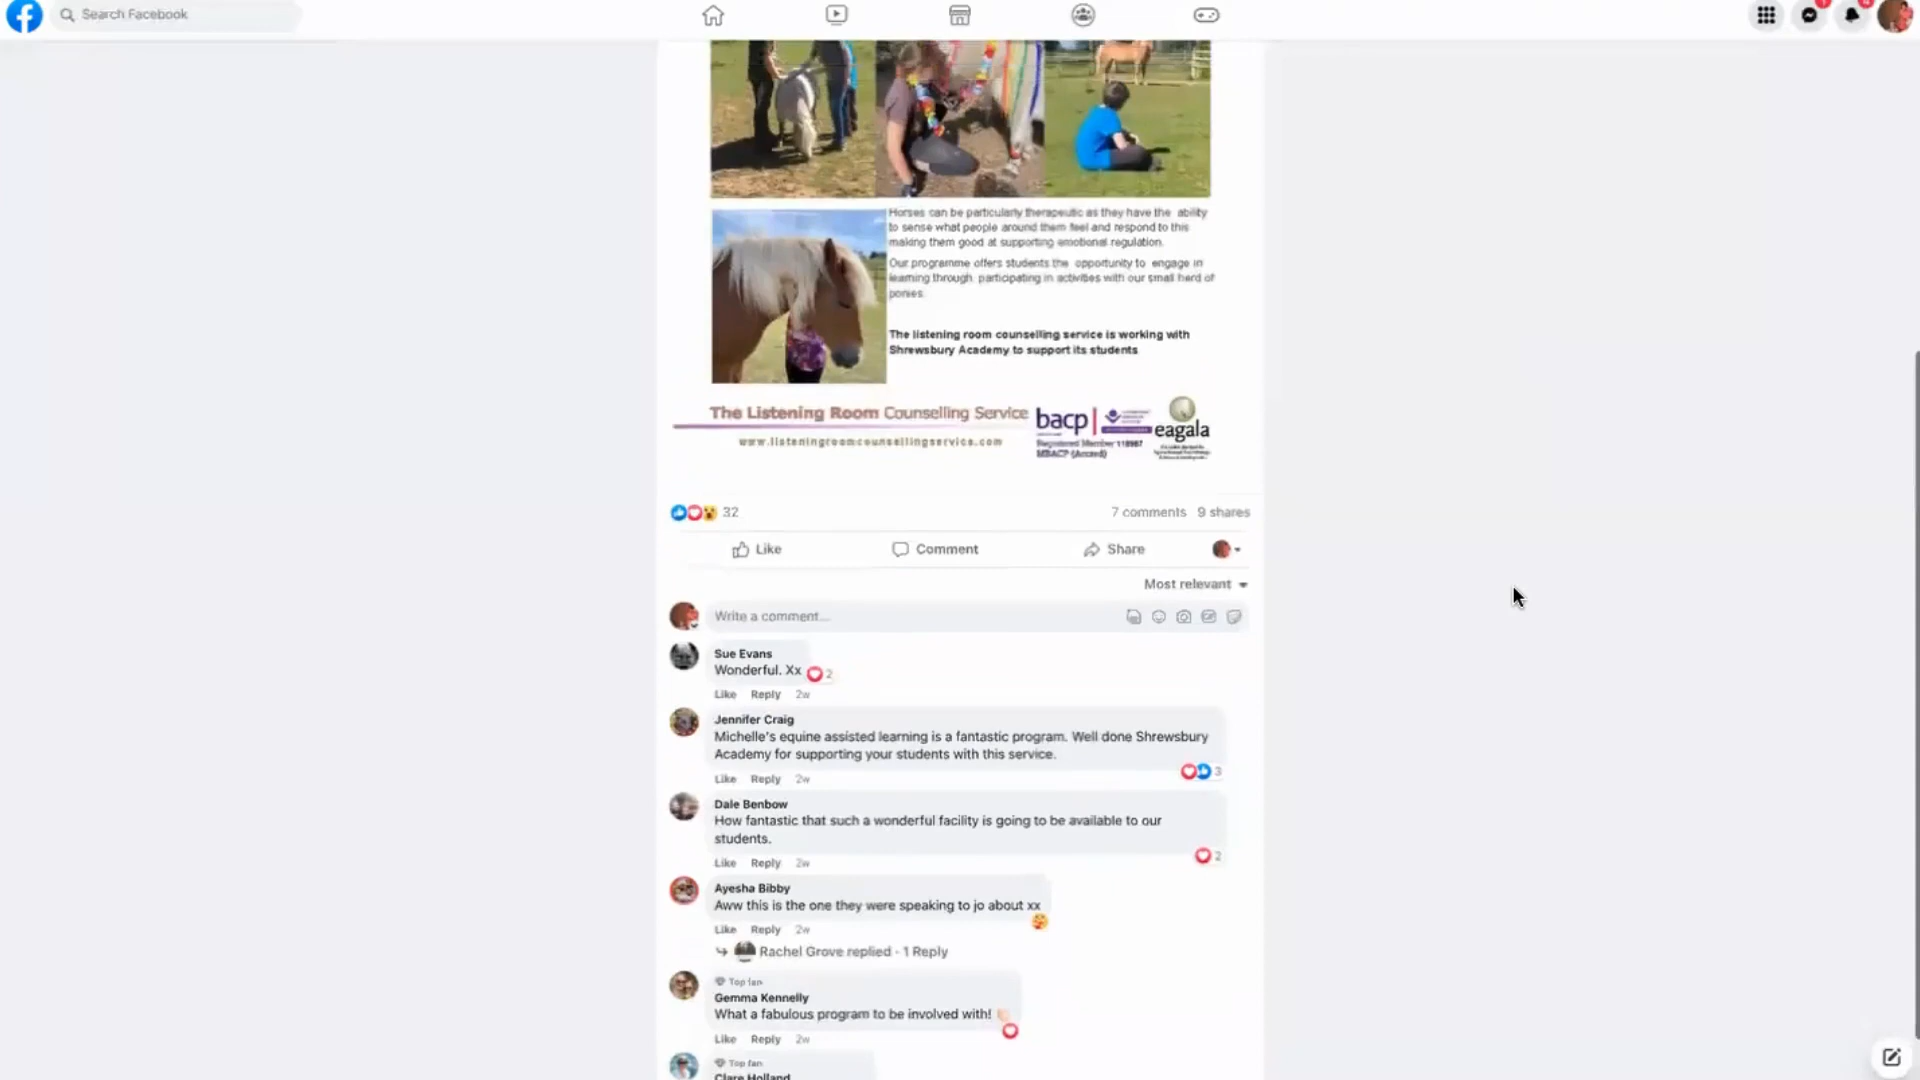 Search Facebook
Horses can be particularly therapeutic as they have the ability
to sense what people around them feel and respond to this
making them good at supporting emotional regulation.
Our programme offers students the opportunity to engage in
learning through participating in activities with our small herd of
ponies.
The listening room counselling service is working with
Shrewsbury Academy to support its students
The Listening Room Counselling Service
www.listeningroomcounsellingservice.com
bacp
Registered Member 118987
MBACP (Accred)
eagala
32
7 comments 9 shares
Like
Comment
Share
Most relevant
Write a comment...
Sue Evans
Wonderful. Xx
2
Like Reply 2w
Jennifer Craig
Michelle's equine assisted learning is a fantastic program. Well done Shrewsbury
Academy for supporting your students with this service.
3
Like Reply 2w
Dale Benbow
How fantastic that such a wonderful facility is going to be available to our
students.
2
Like Reply 2w
Ayesha Bibby
Aww this is the one they were speaking to jo about xx
Like Reply 2w
Rachel Grove replied · 1 Reply
Top fan
Gemma Kennelly
What a fabulous program to be involved with!
Like Reply 2w
Top fan
Clare Holland